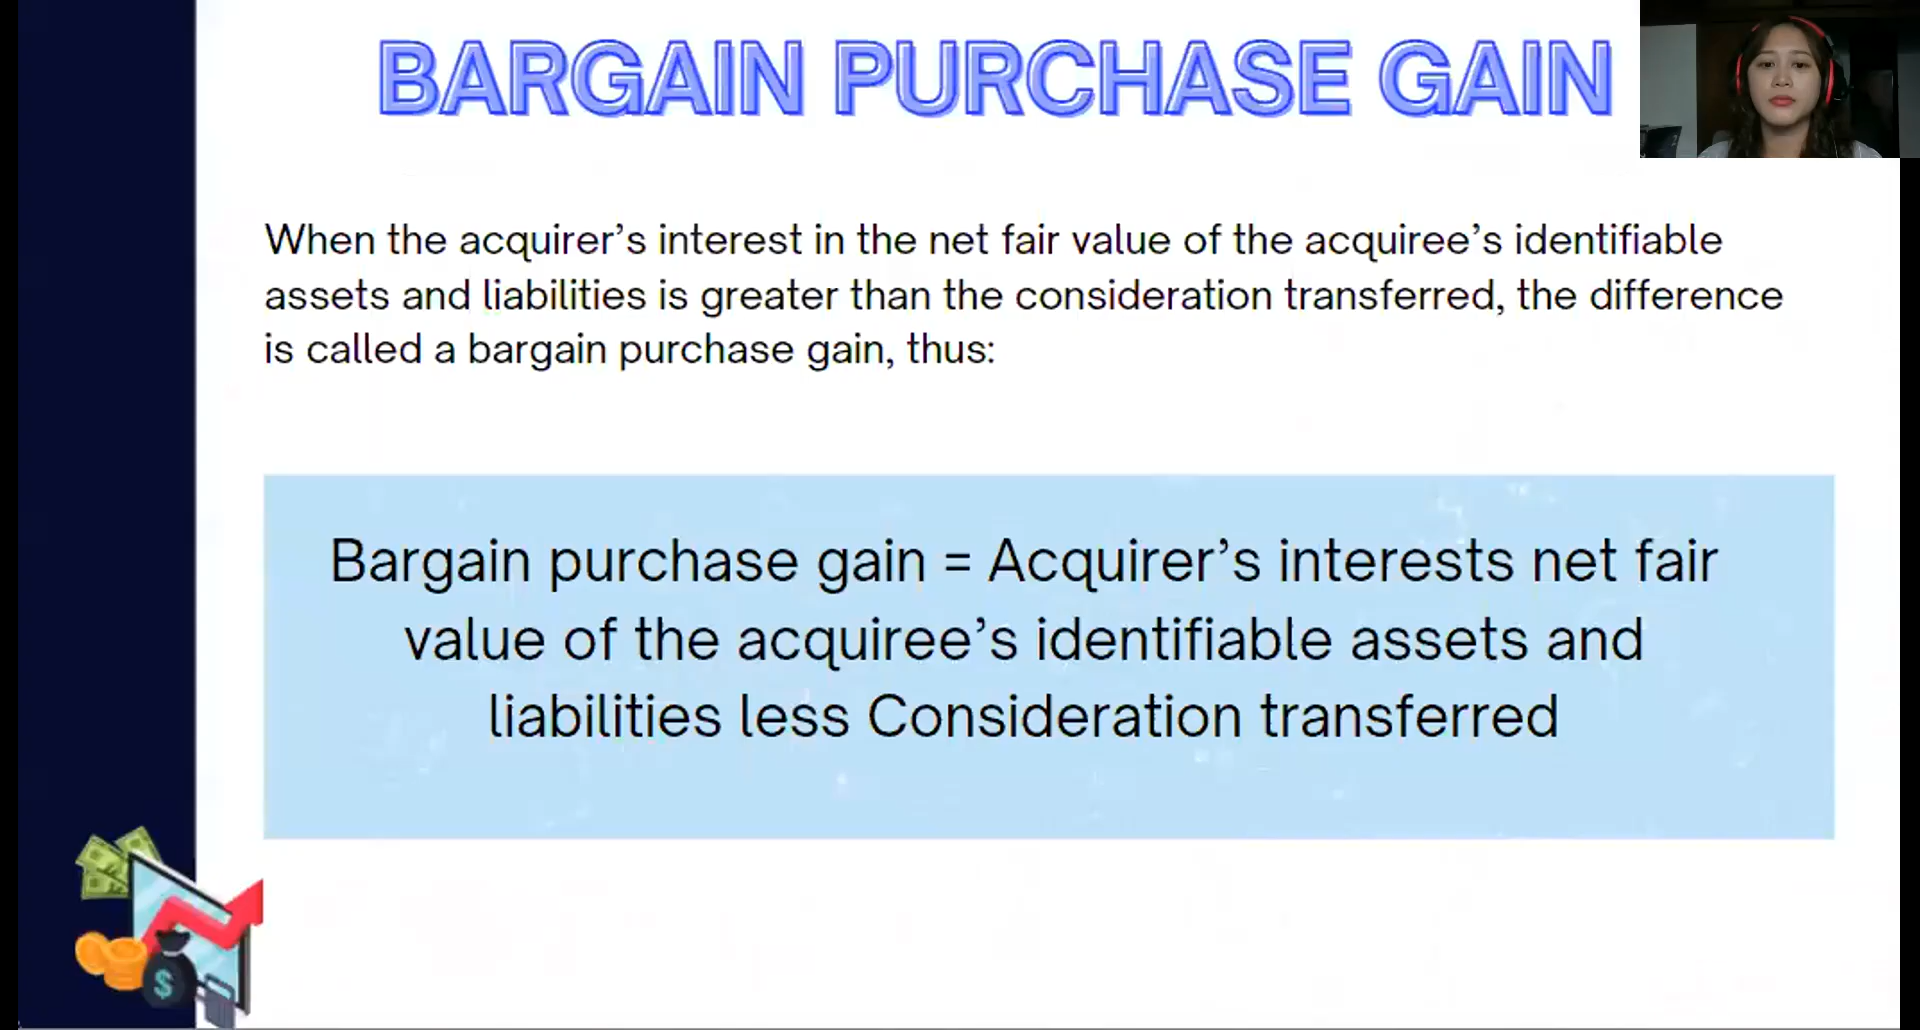 BARGAIN PURCHASE GAIN
When the acquirer’s interest in the net fair value of the acquiree’s identifiable
assets and liabilities is greater than the consideration transferred, the difference
is called a bargain purchase gain, thus:
Bargain purchase gain = Acquirer’s interests net fair
value of the acquiree’s identifiable assets and
liabilities less Consideration transferred
$